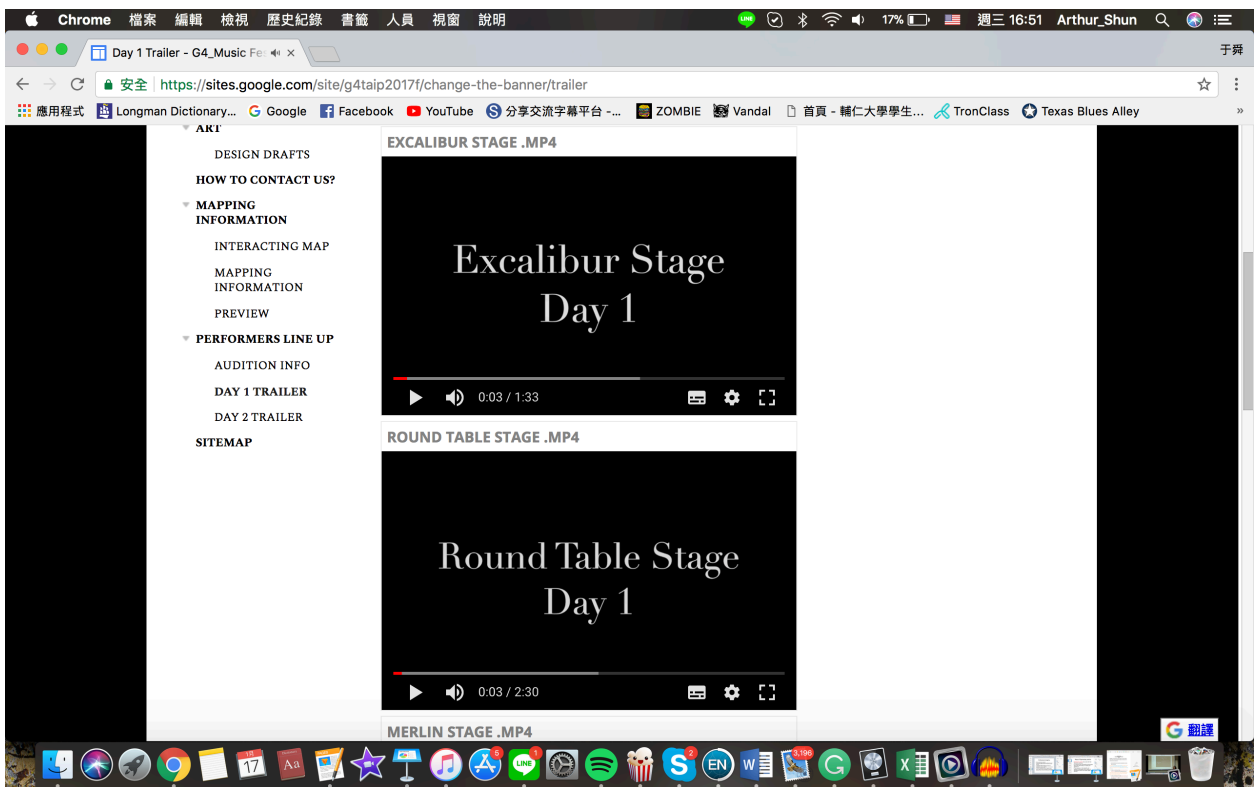 Chrome 檔案 編輯 檢視 歷史紀錄 書籤 人員 視窗 說明 LINE 17% 週三 16:51 Arthur_Shun
Day 1 Trailer - G4_Music Fes 于舜
安全 https://sites.google.com/site/g4taip2017f/change-the-banner/trailer
應用程式 Longman Dictionary... Google Facebook YouTube 分享交流字幕平台 -... ZOMBIE Vandal 首頁 - 輔仁大學學生... TronClass Texas Blues Alley »
ART
DESIGN DRAFTS
HOW TO CONTACT US?
MAPPING
INFORMATION
INTERACTING MAP
MAPPING
INFORMATION
PREVIEW
PERFORMERS LINE UP
AUDITION INFO
DAY 1 TRAILER
DAY 2 TRAILER
SITEMAP
EXCALIBUR STAGE .MP4
Excalibur Stage
Day 1
0:03 / 1:33
ROUND TABLE STAGE .MP4
Round Table Stage
Day 1
0:03 / 2:30
MERLIN STAGE .MP4
G 翻譯
17 Aa 5 LINE 1 S 2 EN W 3,196 G X